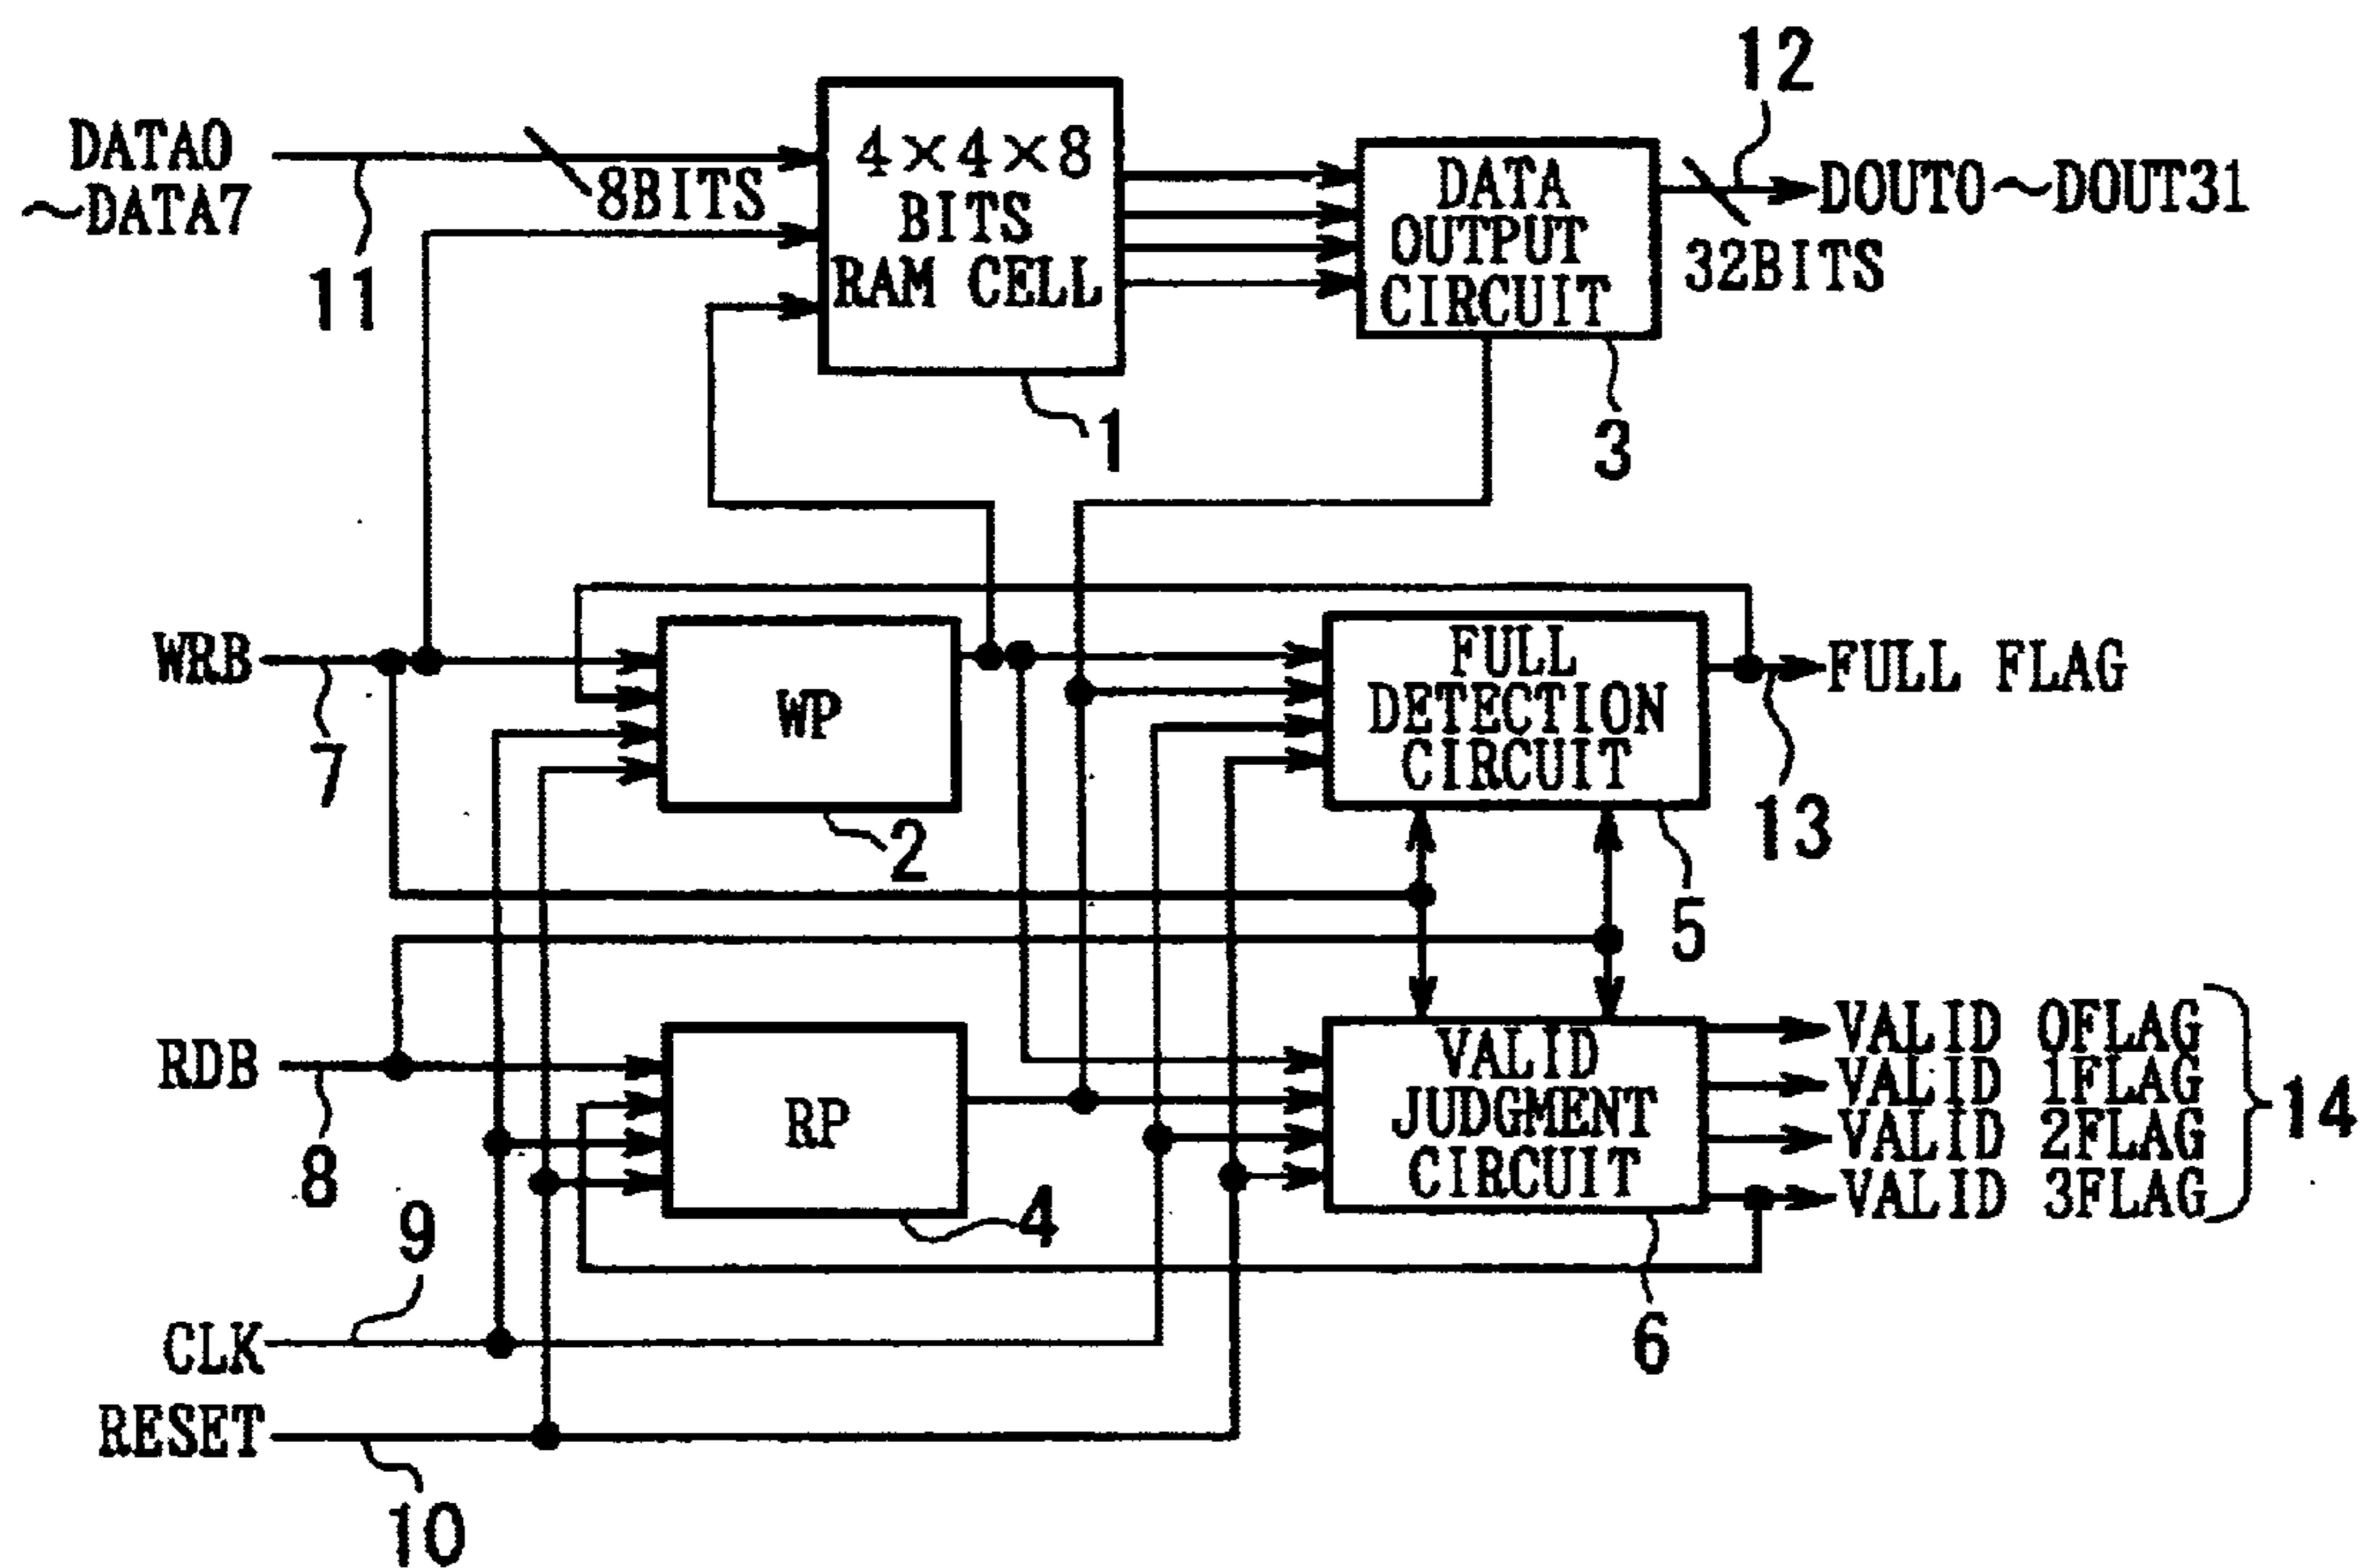 12
DATA0
~DATA7
8BITS
11
4×4×8
BITS
RAM CELL
1
DATA
OUTPUT
CIRCUIT
3
DOUT0~DOUT31
32BITS
WRB
7
WP
2
FULL
DETECTION
CIRCUIT
5
FULL FLAG
13
RDB
8
RP
4
VALID
JUDGMENT
CIRCUIT
6
VALID 0FLAG
VALID 1FLAG
VALID 2FLAG
VALID 3FLAG
14
9
CLK
RESET
10